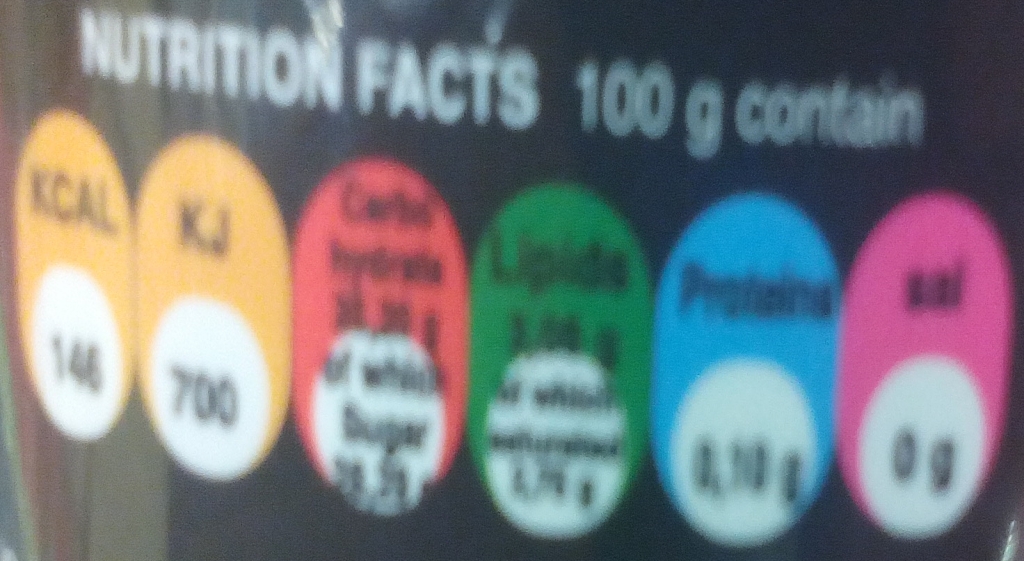 NUTRITION FACTS 100 g contain
KCAL
146
KJ
700
Carbo
hydrate
of which
Sugar
Lipids
of which
saturated
Proteins
0,10 g
sal
0 g